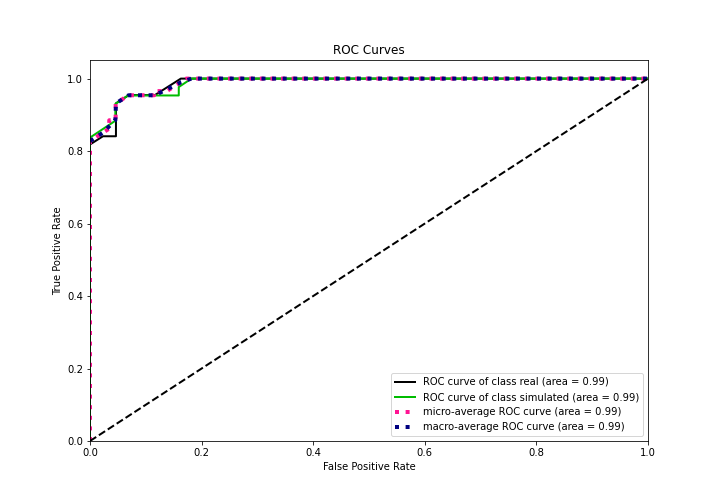 ROC Curves
True Positive Rate
1.0
0.8
0.6
0.4
0.2
0.0
0.0 0.2 0.4 0.6 0.8 1.0
False Positive Rate
ROC curve of class real (area = 0.99)
ROC curve of class simulated (area = 0.99)
micro-average ROC curve (area = 0.99)
macro-average ROC curve (area = 0.99)